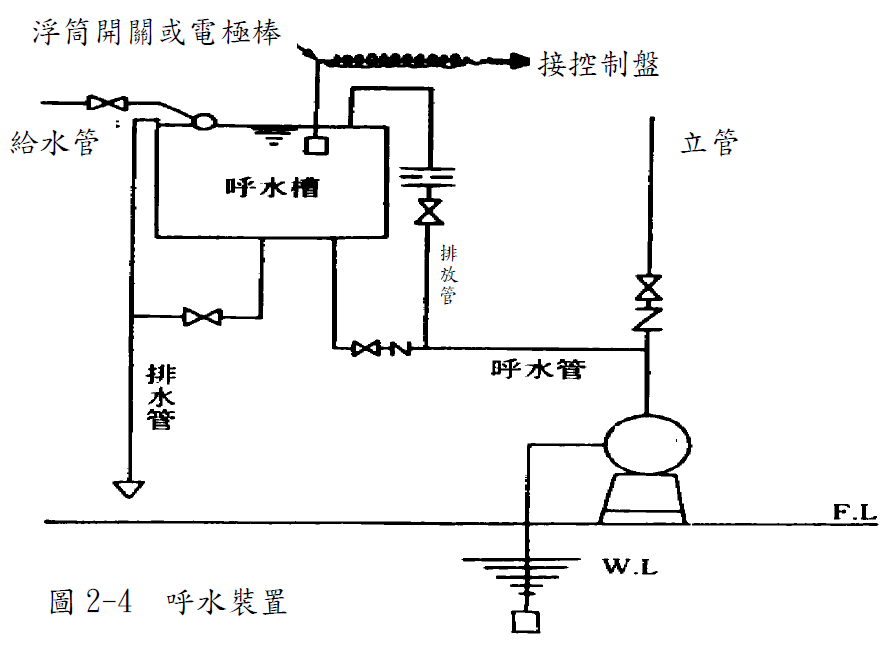 浮筒開關或電極棒
接控制盤
給水管
立管
呼水槽
排放管
呼水管
排水管
F.L
W.L
圖 2-4 呼水裝置